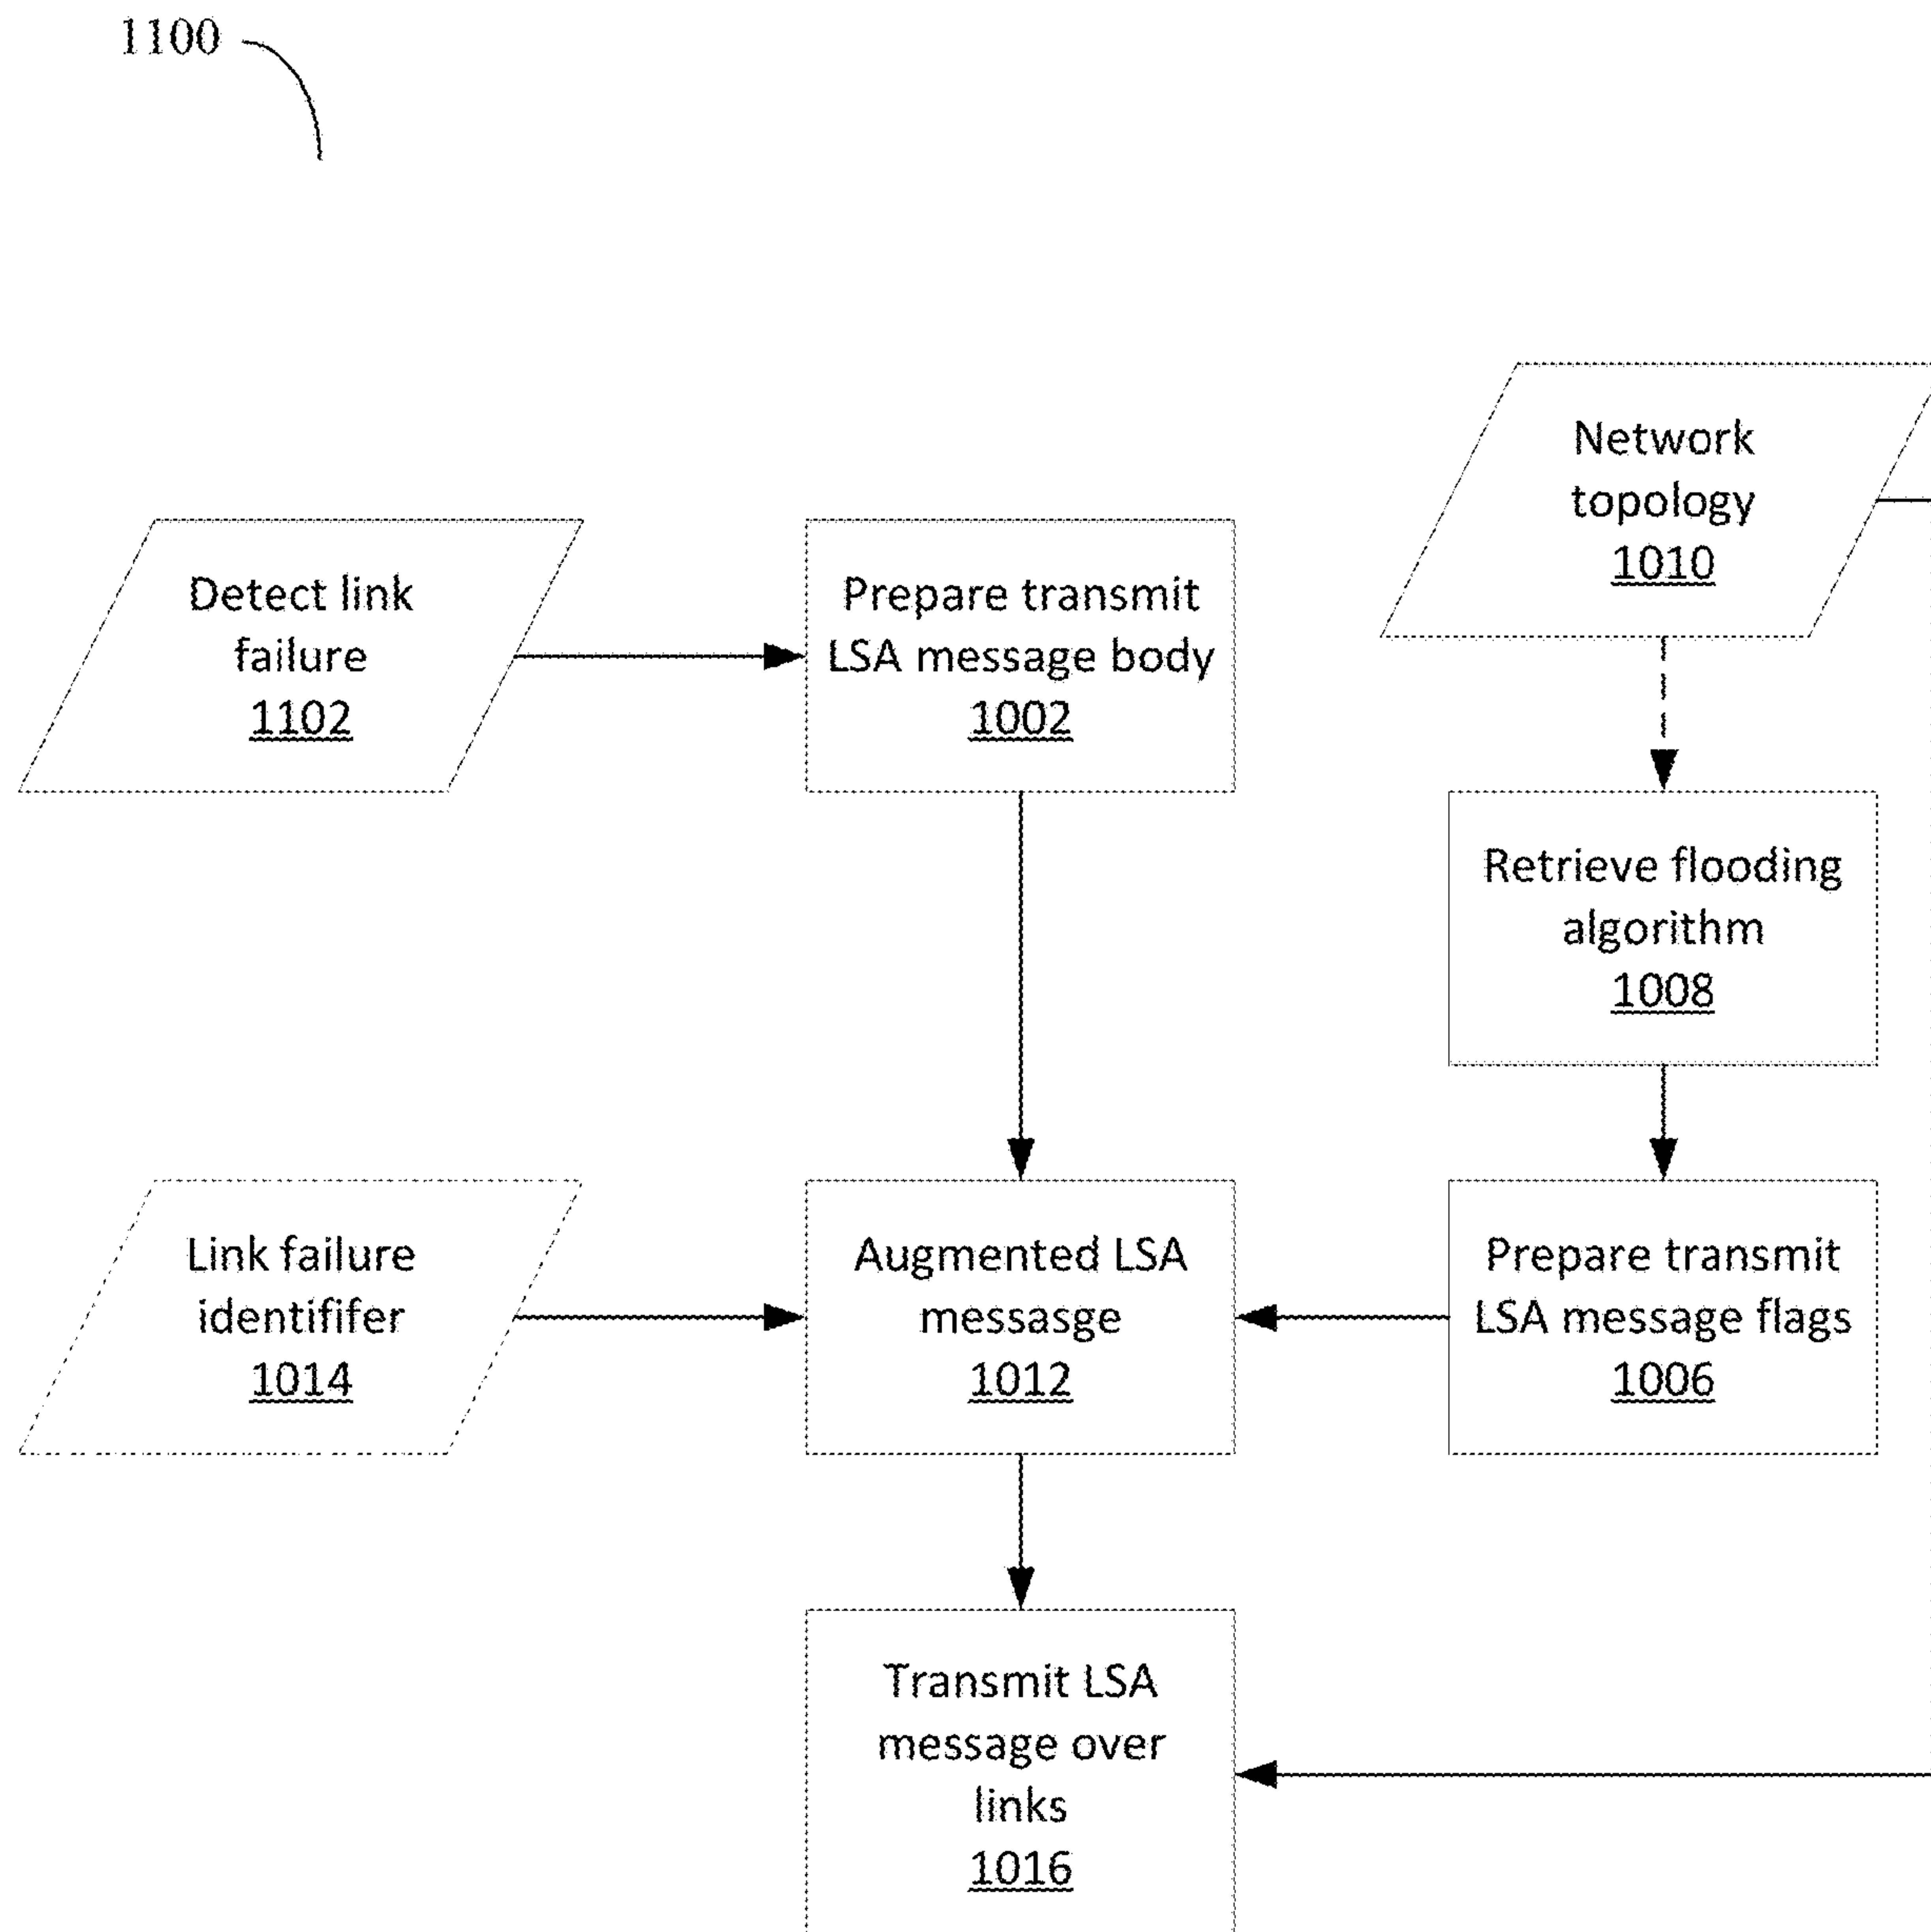 1100
Network
topology
1010
Detect link
failure
1102
Prepare transmit
LSA message body
1002
Retrieve flooding
algorithm
1008
Link failure
identififer
1014
Augmented LSA
messasge
1012
Prepare transmit
LSA message flags
1006
Transmit LSA
message over
links
1016